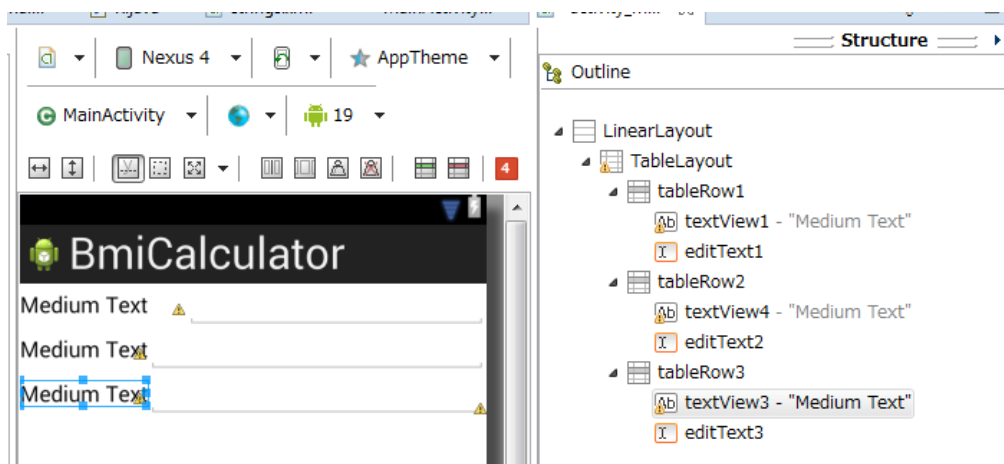 Structure
Nexus 4
AppTheme
Outline
MainActivity
19
4
LinearLayout
TableLayout
tableRow1
textView1 - "Medium Text"
editText1
tableRow2
textView4 - "Medium Text"
editText2
tableRow3
textView3 - "Medium Text"
editText3
BmiCalculator
Medium Text
Medium Text
Medium Text